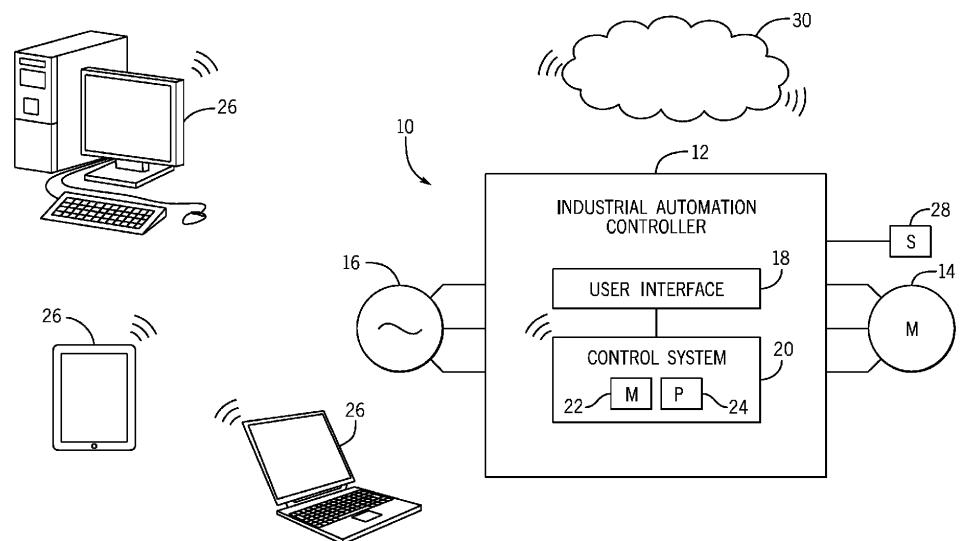 30
26
10
12
INDUSTRIAL AUTOMATION
CONTROLLER
28
S
16
18
14
USER INTERFACE
M
26
CONTROL SYSTEM
20
22
M
P
24
26